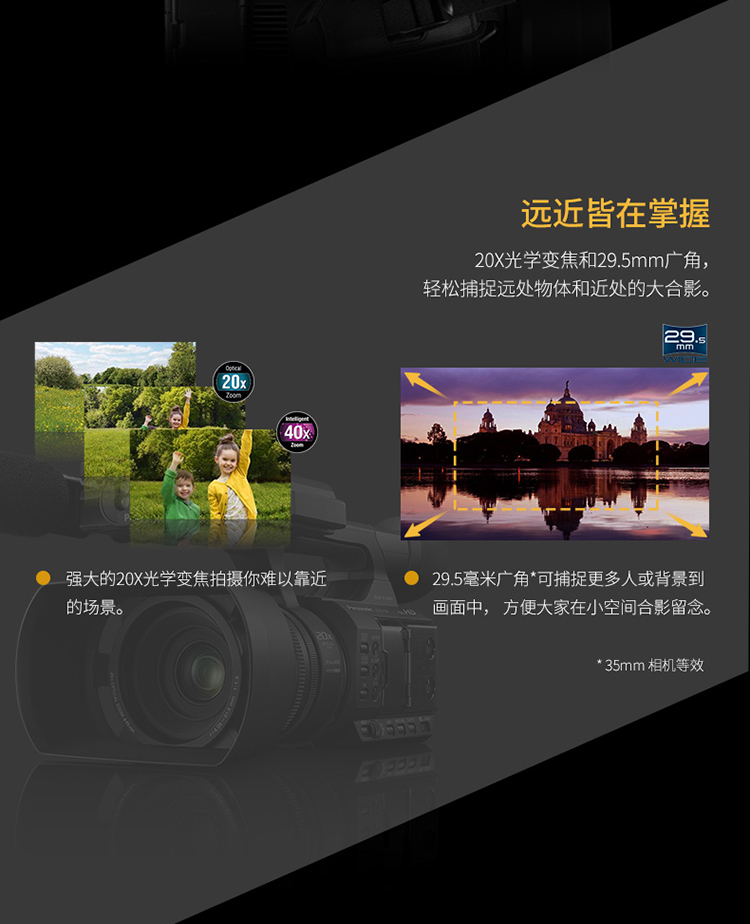 远近皆在掌握
20X光学变焦和29.5mm广角，
轻松捕捉远处物体和近处的大合影。
29.5
mm
WIDE
Optical
20x
Zoom
Intelligent
40x
Zoom
强大的20X光学变焦拍摄你难以靠近
的场景。
29.5毫米广角*可捕捉更多人或背景到
画面中， 方便大家在小空间合影留念。
* 35mm 相机等效
Panasonic
20x